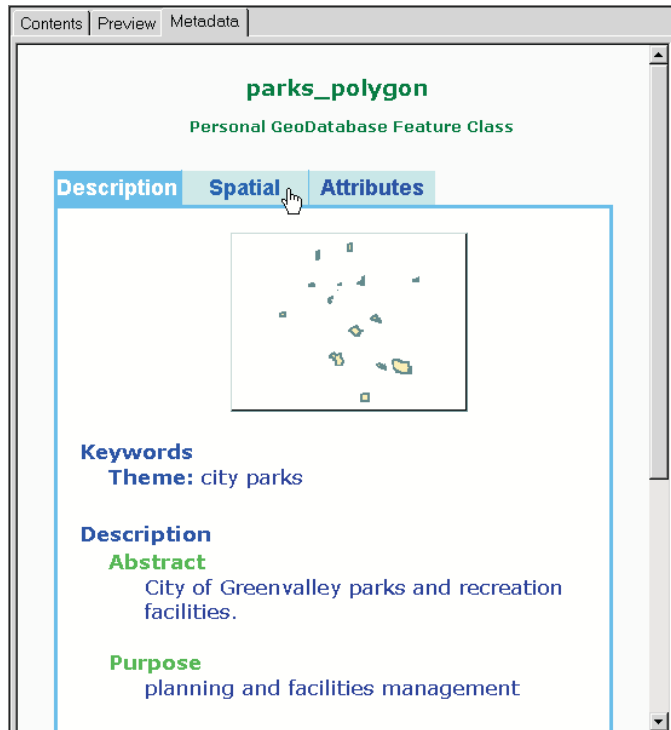 Contents Preview Metadata
parks_polygon
Personal GeoDatabase Feature Class
Description Spatial Attributes
Keywords
Theme: city parks
Description
Abstract
City of Greenvalley parks and recreation
facilities.
Purpose
planning and facilities management